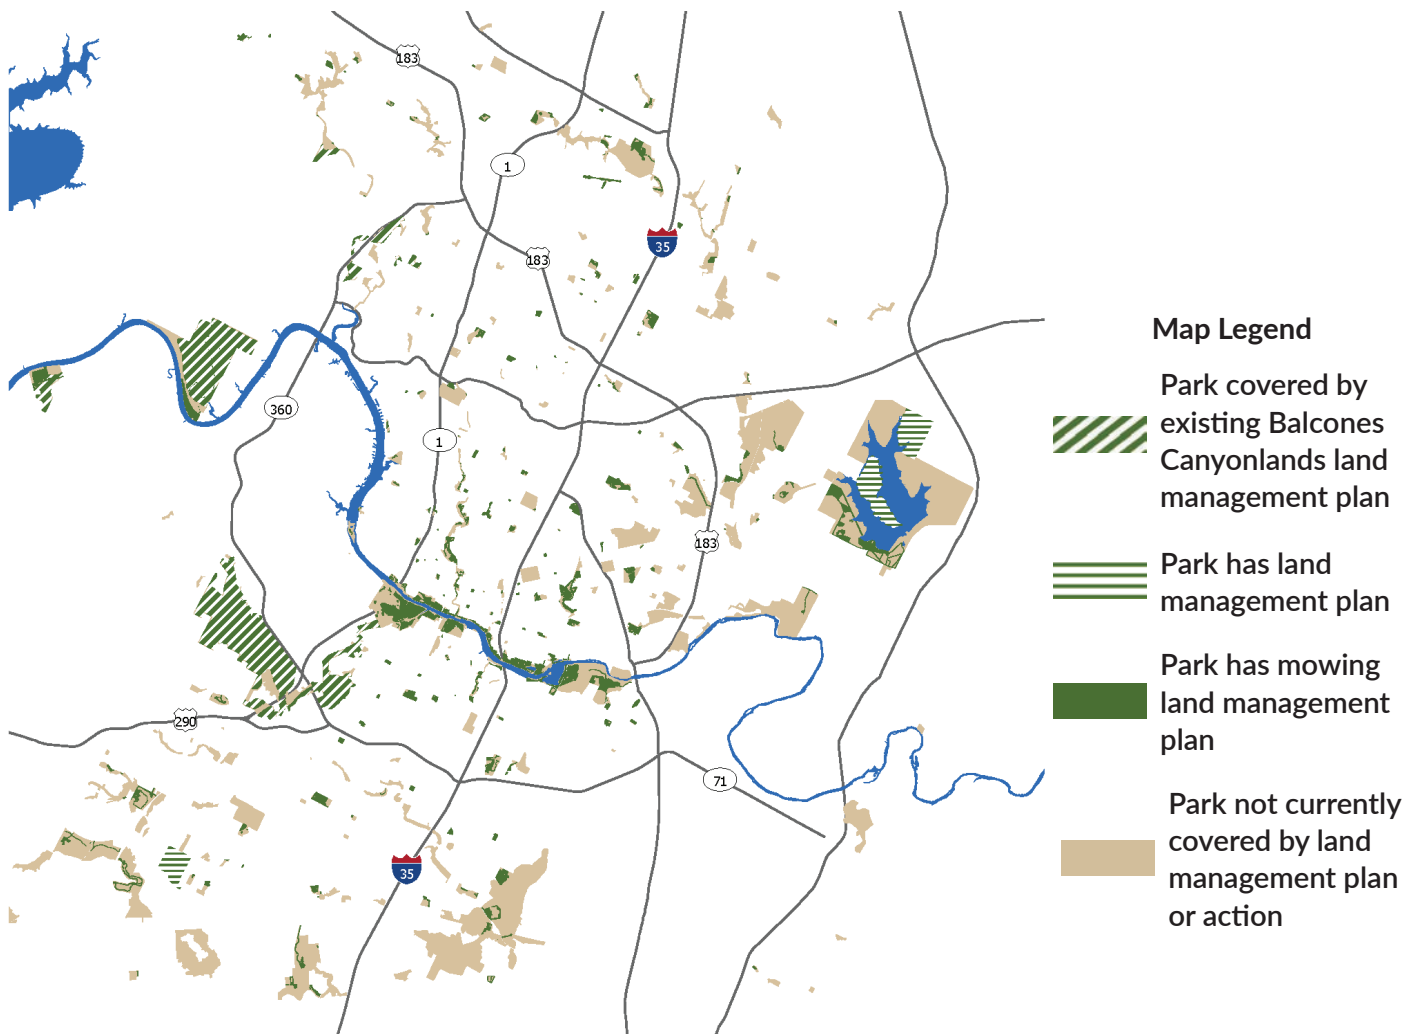 183
1
35
183
360
1
183
290
71
35
Map Legend
Park covered by
existing Balcones
Canyonlands land
management plan
Park has land
management plan
Park has mowing
land management
plan
Park not currently
covered by land
management plan
or action